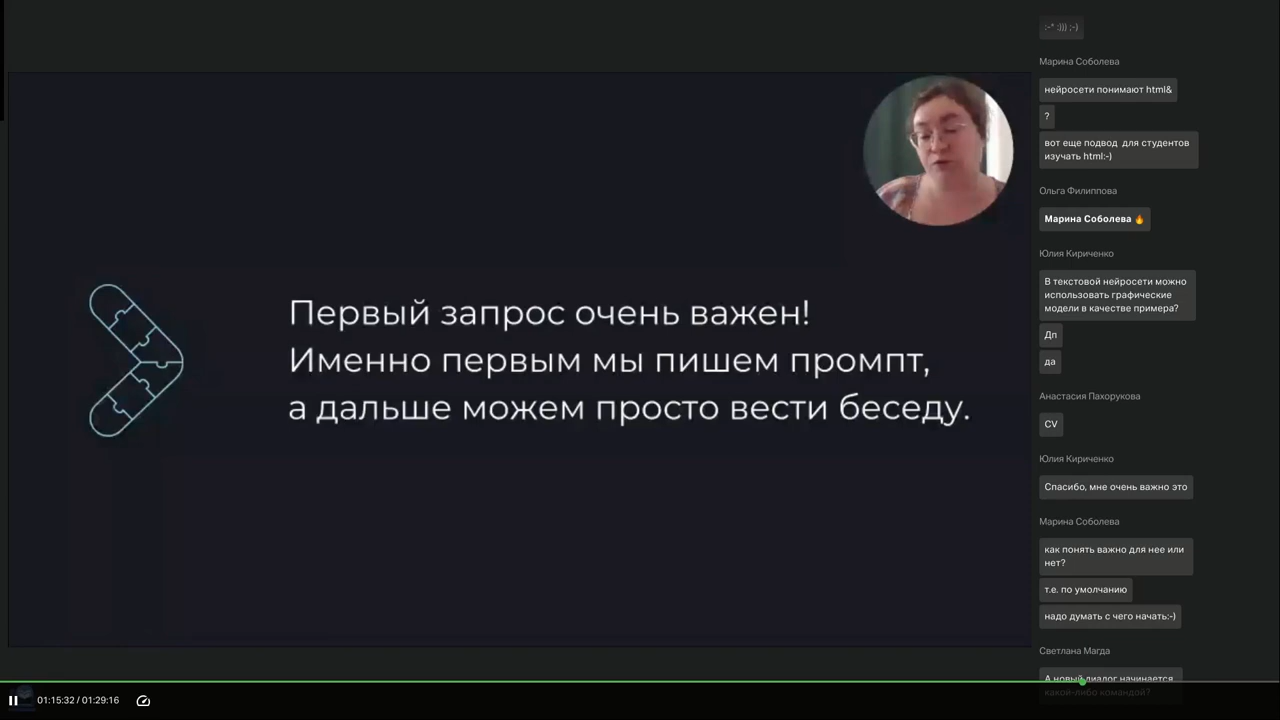 Первый запрос очень важен!
Именно первым мы пишем промпт,
а дальше можем просто вести беседу.
:-* :))) ;-)
Марина Соболева
нейросети понимают html&
?
вот еще подвод для студентов
изучать html:-)
Ольга Филиппова
Марина Соболева 🔥
Юлия Кириченко
В текстовой нейросети можно
использовать графические
модели в качестве примера?
Дп
да
Анастасия Пахорукова
CV
Юлия Кириченко
Спасибо, мне очень важно это
Марина Соболева
как понять важно для нее или
нет?
т.е. по умолчанию
надо думать с чего начать:-)
Светлана Магда
А новый диалог начинается
какой-либо командой?
01:15:32 / 01:29:16